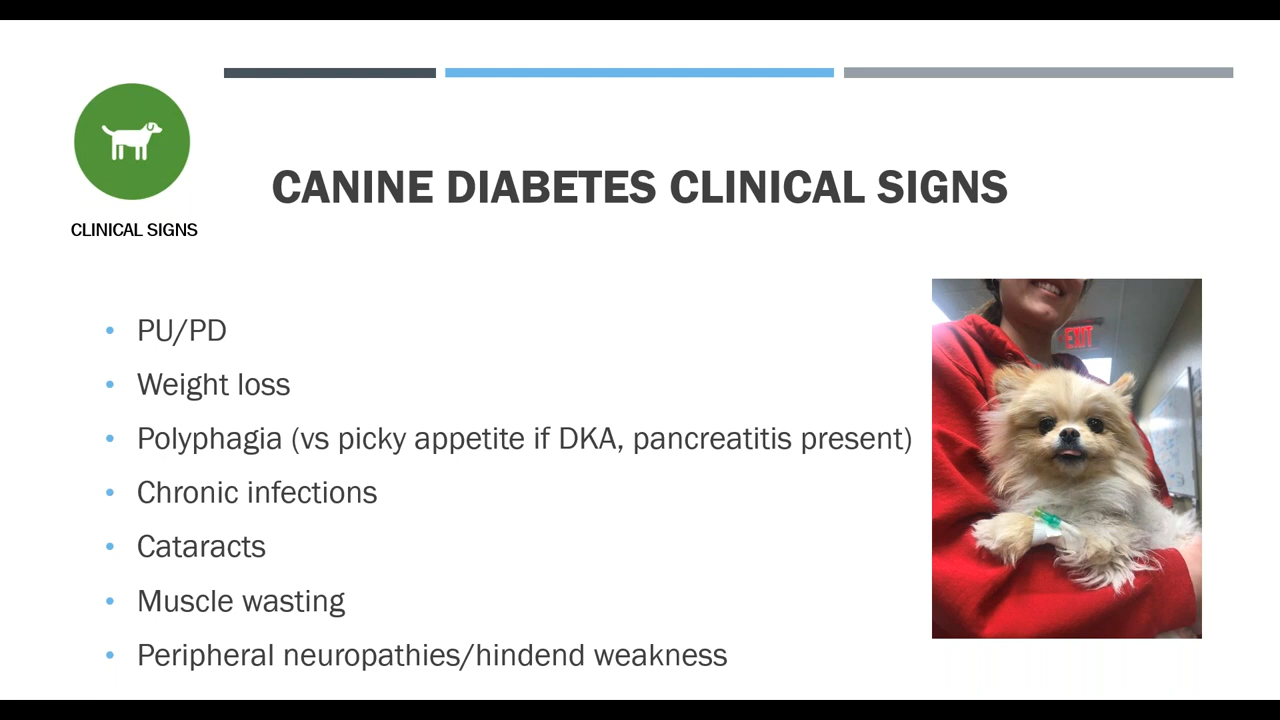 CLINICAL SIGNS
CANINE DIABETES CLINICAL SIGNS
• PU/PD
• Weight loss
• Polyphagia (vs picky appetite if DKA, pancreatitis present)
• Chronic infections
• Cataracts
• Muscle wasting
• Peripheral neuropathies/hindend weakness
EXIT